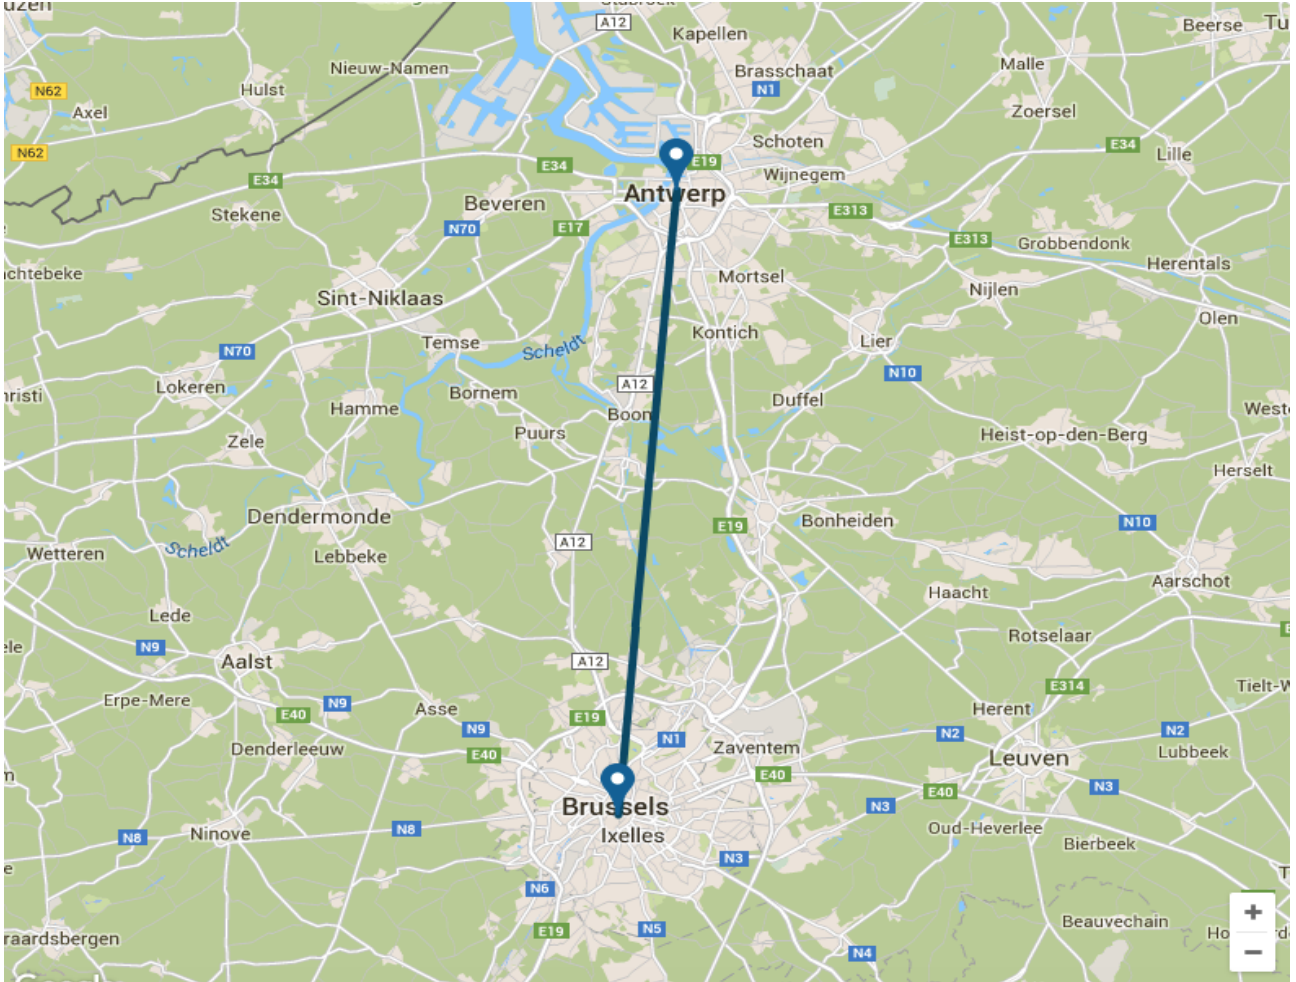 A12
Kapellen
Beerse
Nieuw-Namen
Brasschaat
Malle
N62
Hulst
N1
Axel
Zoersel
Schoten
E34
N62
E34
E19
Lille
E34
Wijnegem
Antwerp
Beveren
E313
Stekene
N70
E17
E313
Grobbendonk
Herentals
Mortsel
Nijlen
Sint-Niklaas
Olen
Kontich
Temse
Scheldt
Lier
N70
N10
Lokeren
A12
Bornem
Duffel
Hamme
Boom
Puurs
Heist-op-den-Berg
Zele
Herselt
Dendermonde
E19
Bonheiden
N10
A12
Scheldt
Wetteren
Lebbeke
Aarschot
Haacht
Lede
Rotselaar
N9
Aalst
A12
E314
Erpe-Mere
N9
Asse
Herent
E40
E19
N9
N1
N2
N2
Denderleeuw
E40
Zaventem
Leuven
Lubbeek
E40
N3
E40
Brussels
N3
Ninove
N8
N8
Ixelles
Oud-Heverlee
Bierbeek
N3
N6
Beauvechain
E19
N5
N4
+
−